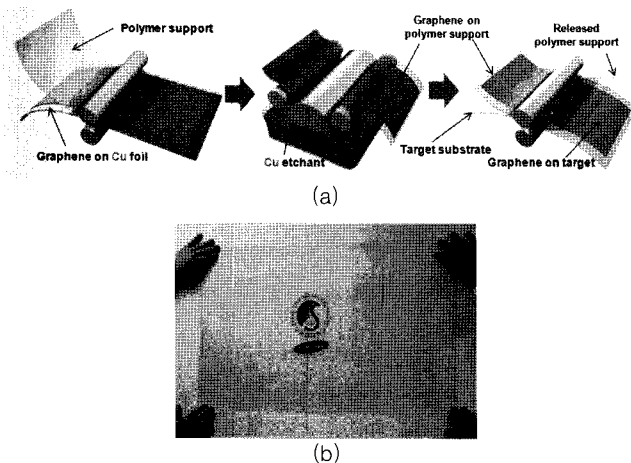 Polymer support
Graphene on Cu foil
Cu etchant
Graphene on
polymer support
Target substrate
Released
polymer support
Graphene on target
(a)
(b)